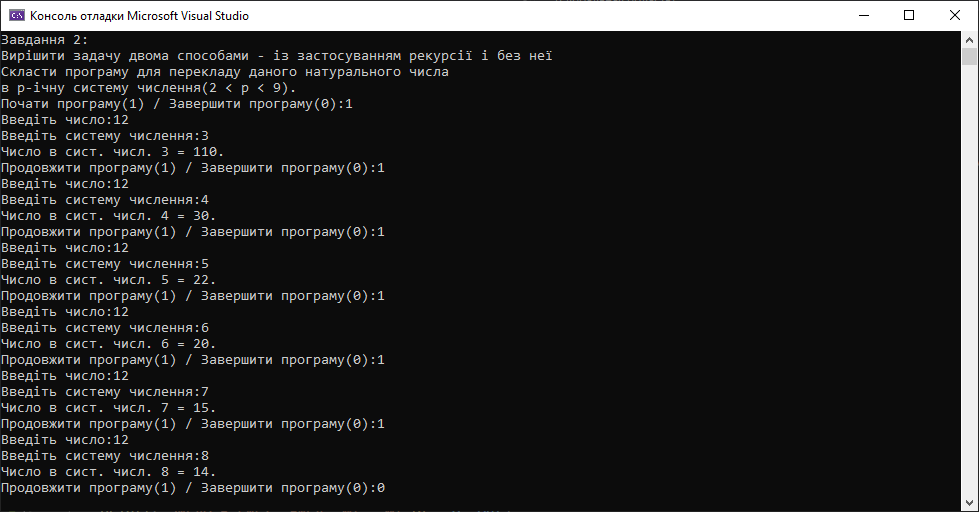 Консоль отладки Microsoft Visual Studio
Завдання 2:
Вирішити задачу двома способами - із застосуванням рекурсії і без неї
Скласти програму для перекладу даного натурального числа
в р-ічну систему числення(2 < p < 9).
Почати програму(1) / Завершити програму(0):1
Введіть число:12
Введіть систему числення:3
Число в сист. числ. 3 = 110.
Продовжити програму(1) / Завершити програму(0):1
Введіть число:12
Введіть систему числення:4
Число в сист. числ. 4 = 30.
Продовжити програму(1) / Завершити програму(0):1
Введіть число:12
Введіть систему числення:5
Число в сист. числ. 5 = 22.
Продовжити програму(1) / Завершити програму(0):1
Введіть число:12
Введіть систему числення:6
Число в сист. числ. 6 = 20.
Продовжити програму(1) / Завершити програму(0):1
Введіть число:12
Введіть систему числення:7
Число в сист. числ. 7 = 15.
Продовжити програму(1) / Завершити програму(0):1
Введіть число:12
Введіть систему числення:8
Число в сист. числ. 8 = 14.
Продовжити програму(1) / Завершити програму(0):0